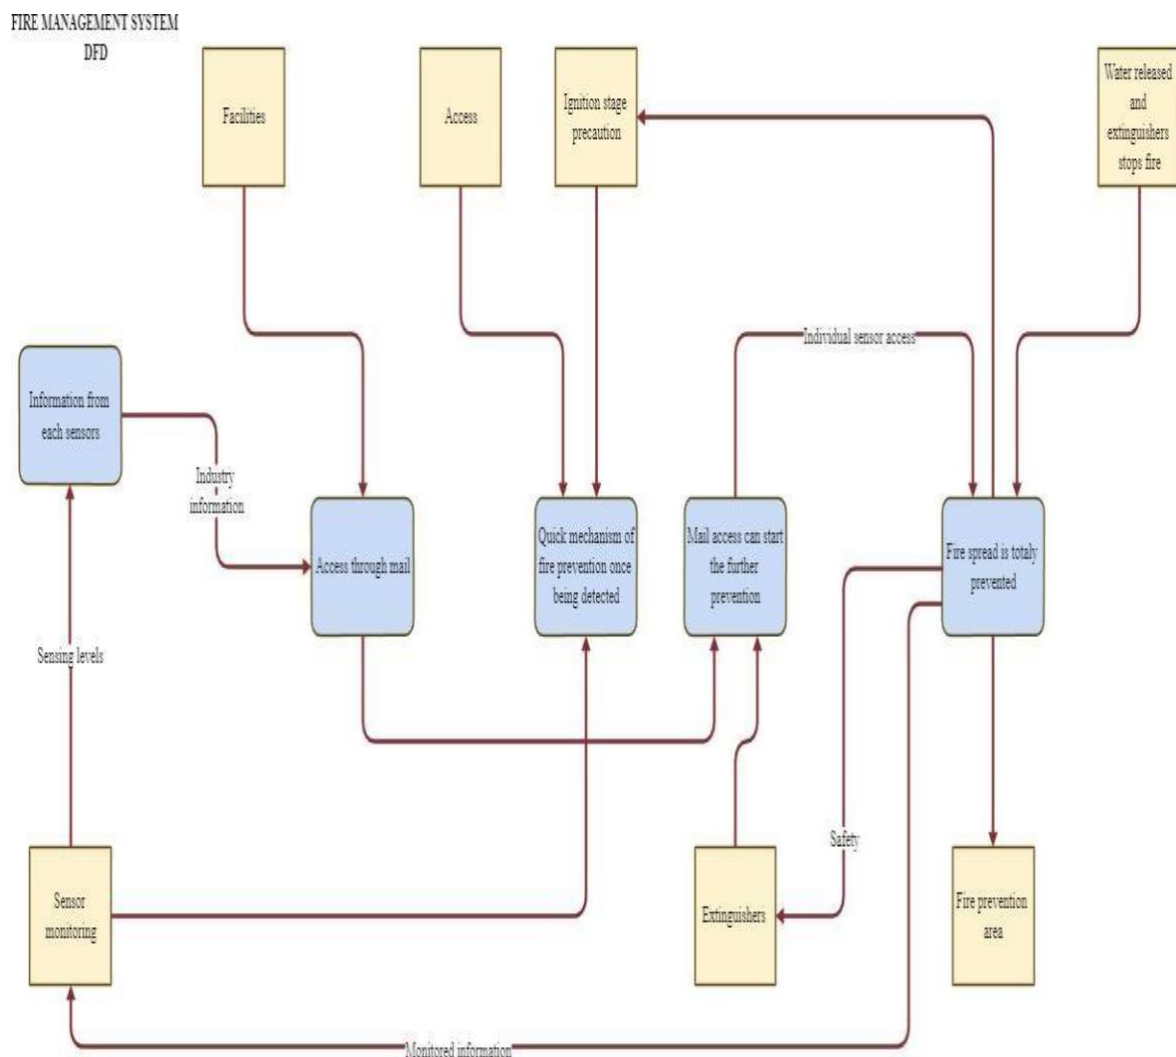 FIRE MANAGEMENT SYSTEM
DFD
Facilities
Access
Ignition stage
precaution
Water released
and
extinguishers
stops fire
Individual sensor access
Information from
each sensors
Industry
information
Access through mail
Quick mechanism of
fire prevention once
being detected
Mail access can start
the further
prevention
Fire spread is totaly
prevented
Sensing levels
Safety
Sensor
monitoring
Extinguishers
Fire prevention
area
Monitored information